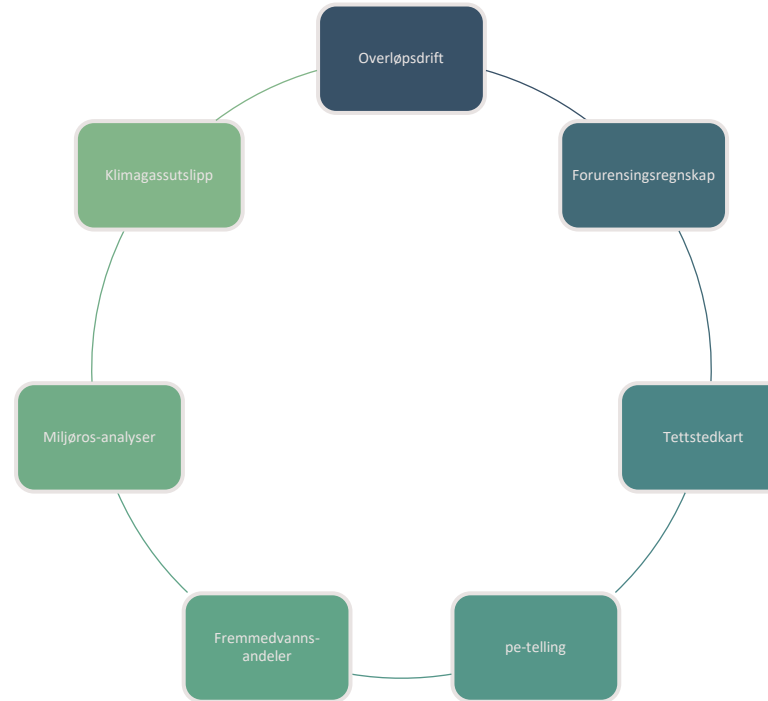 Overløpsdrift
Forurensingsregnskap
Tettstedkart
pe-telling
Fremmedvanns-
andeler
Miljøros-analyser
Klimagassutslipp